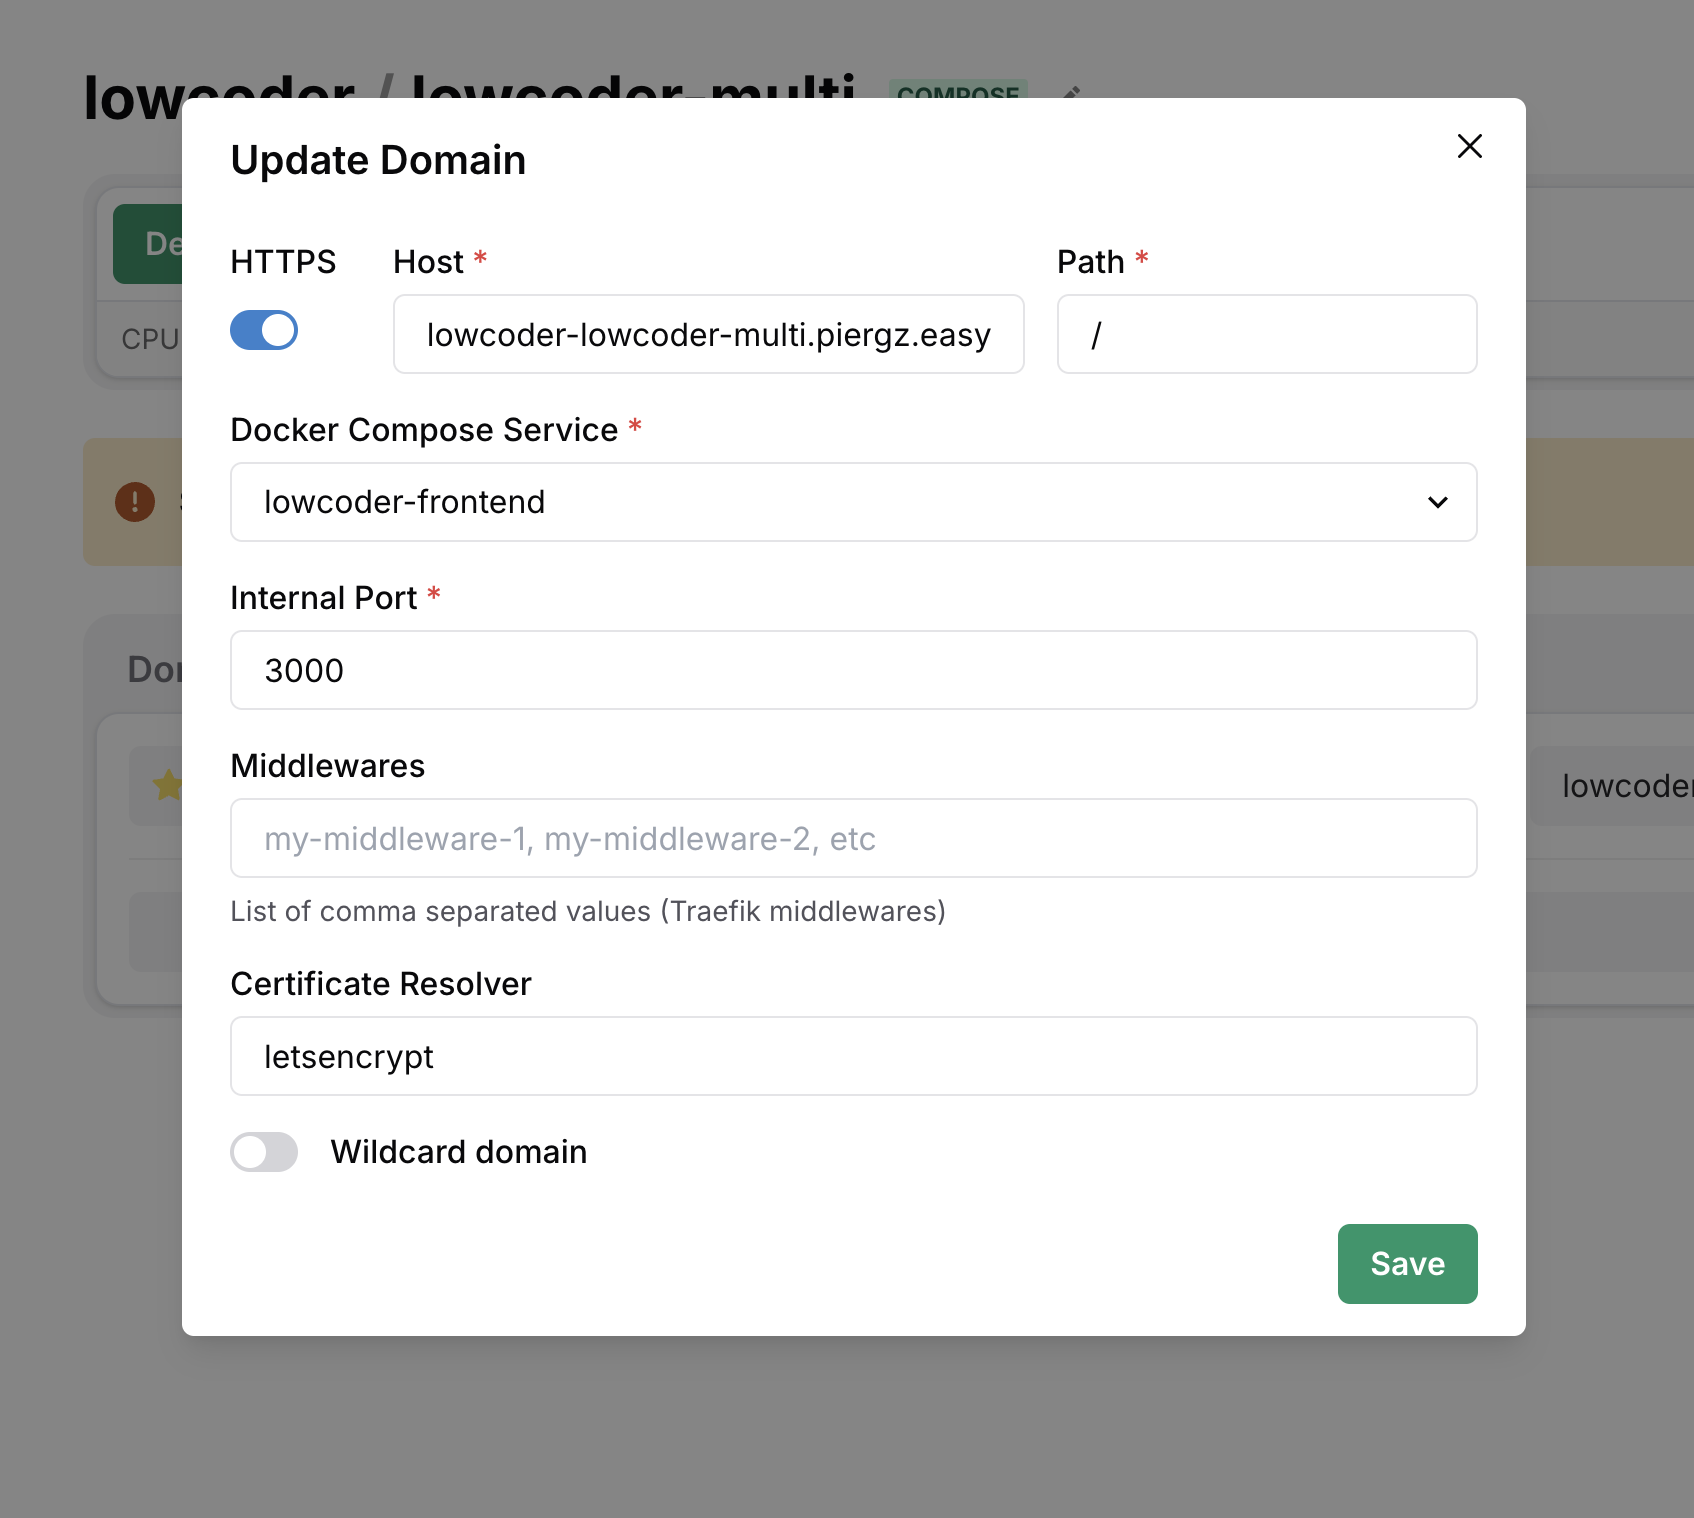 lowcoder / lowcoder-multi COMPOSE
Update Domain
De
CPU
HTTPS
Host *
Path *
lowcoder-lowcoder-multi.piergz.easy
/
Docker Compose Service *
lowcoder-frontend
Internal Port *
3000
Dor
Middlewares
my-middleware-1, my-middleware-2, etc
lowcoder
List of comma separated values (Traefik middlewares)
Certificate Resolver
letsencrypt
Wildcard domain
Save